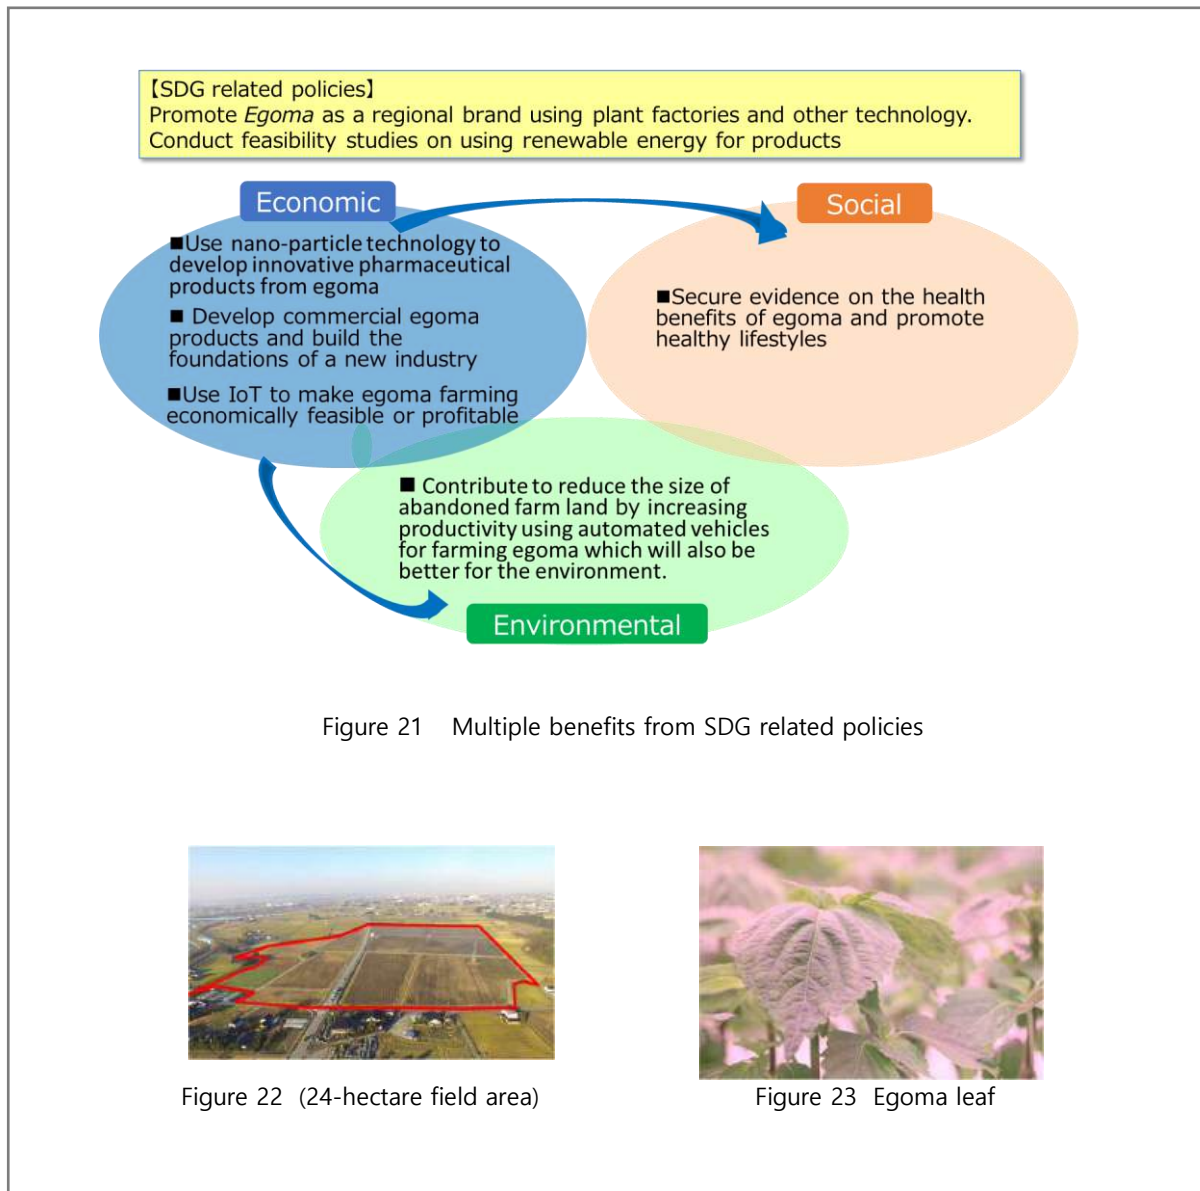 【SDG related policies】
Promote Egoma as a regional brand using plant factories and other technology.
Conduct feasibility studies on using renewable energy for products
Economic
■Use nano-particle technology to
develop innovative pharmaceutical
products from egoma
■ Develop commercial egoma
products and build the
foundations of a new industry
■Use IoT to make egoma farming
economically feasible or profitable
Social
■Secure evidence on the health
benefits of egoma and promote
healthy lifestyles
■ Contribute to reduce the size of
abandoned farm land by increasing
productivity using automated vehicles
for farming egoma which will also be
better for the environment.
Environmental
Figure 21 Multiple benefits from SDG related policies
Figure 22 (24-hectare field area)
Figure 23 Egoma leaf